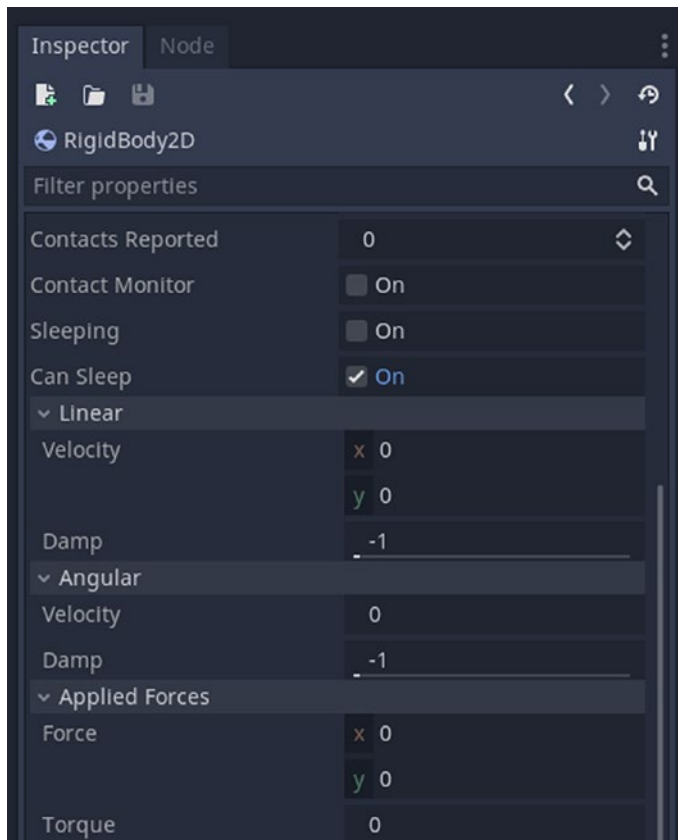 Inspector Node
RigidBody2D
Filter properties
Contacts Reported 0
Contact Monitor On
Sleeping On
Can Sleep On
Linear
Velocity x 0
y 0
Damp -1
Angular
Velocity 0
Damp -1
Applied Forces
Force x 0
y 0
Torque 0